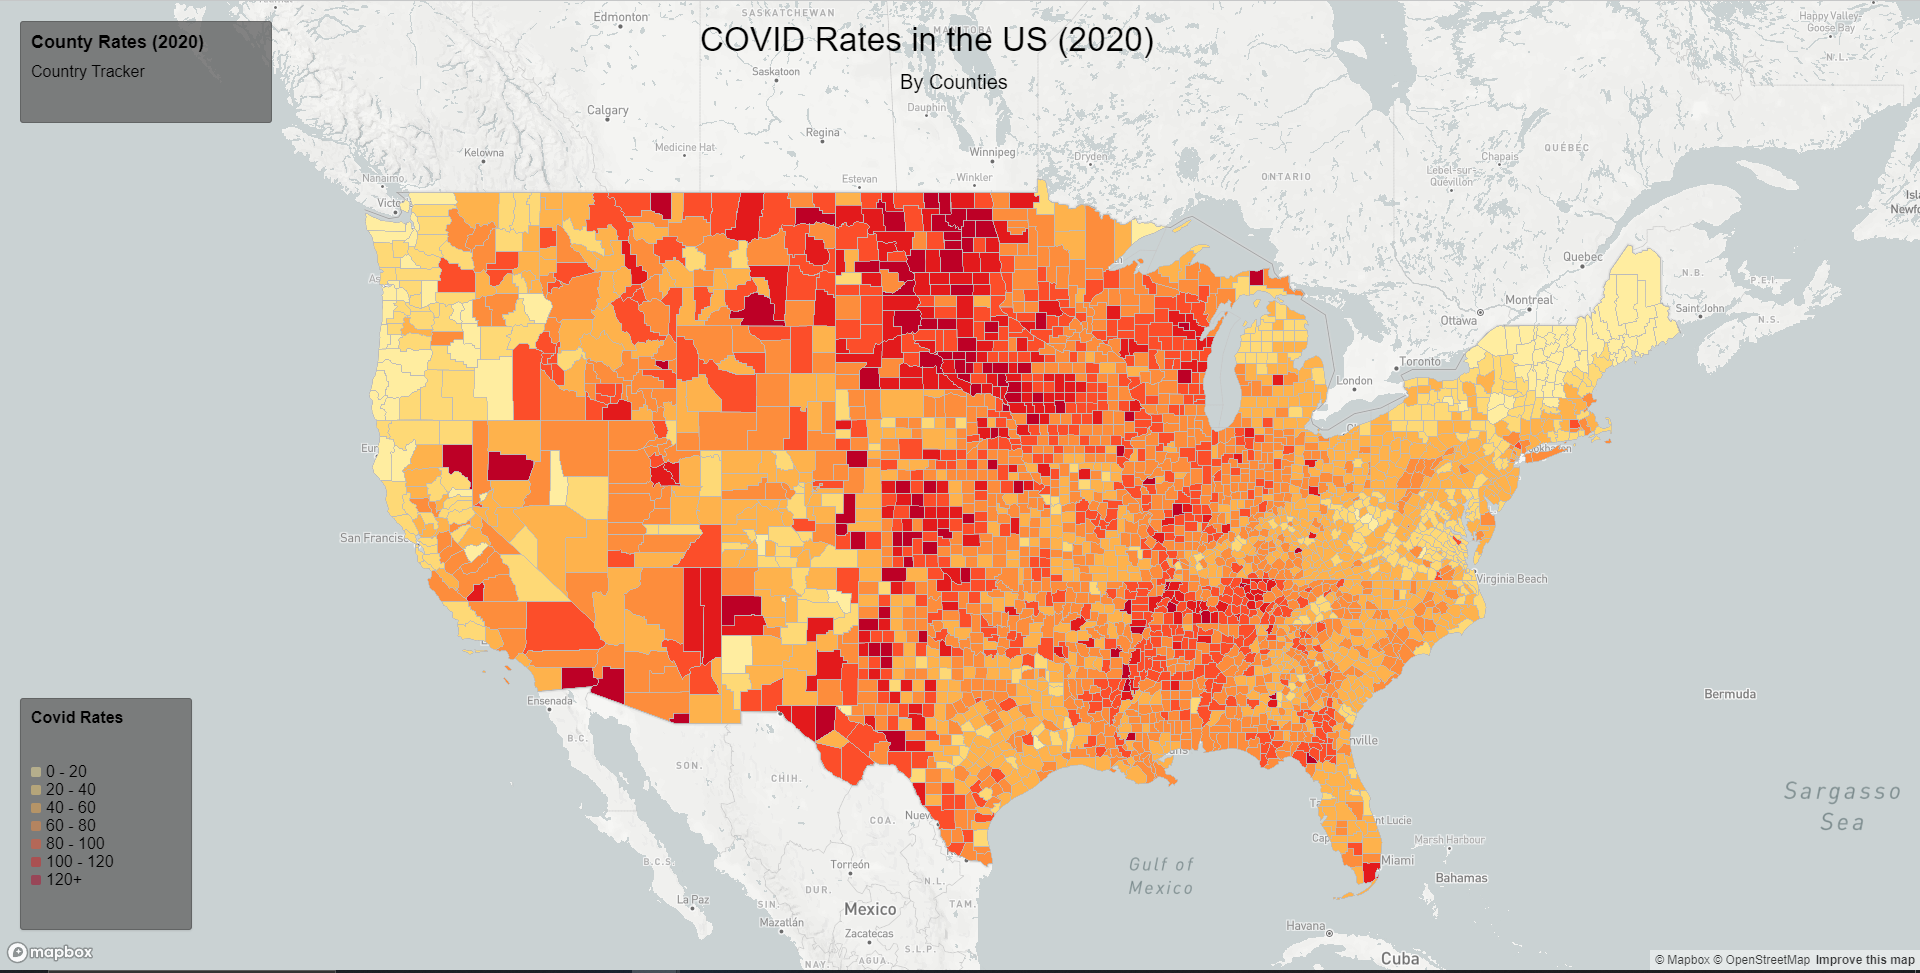 COVID Rates in the US (2020)
By Counties
County Rates (2020)
Country Tracker
Edmonton
SASKATCHEWAN
MANITOBA
Happy Valley-
Goose Bay
N.L.
Saskatoon
Calgary
Dauphin
Regina
Medicine Hat
Kelowna
Winnipeg
Dryden
Chapais
QUÉBEC
Lebel-sur-
Quévillon
ONTARIO
Nanaimo
Estevan
Winkler
Victo
Quebec
N.B.
P.E.I.
Saint John
N.S.
Montreal
Ottawa
Toronto
London
Isla
Newfo
Eur
San Francisc
Virginia Beach
Ensenada
B.C.
SON.
CHIH.
COA.
Nuev
B.C.S.
Torreón
DUR.
N.L.
SIN.
TAM.
La Paz
Mazatlán
Mexico
Zacatecas
S.L.P.
NAY.
AGUA.
Bermuda
nville
Sargasso
Sea
nt Lucie
Cap
Marsh Harbour
Miami
Bahamas
Gulf of
Mexico
Havana
Cuba
Covid Rates
0 - 20
20 - 40
40 - 60
60 - 80
80 - 100
100 - 120
120+
mapbox
© Mapbox © OpenStreetMap Improve this map